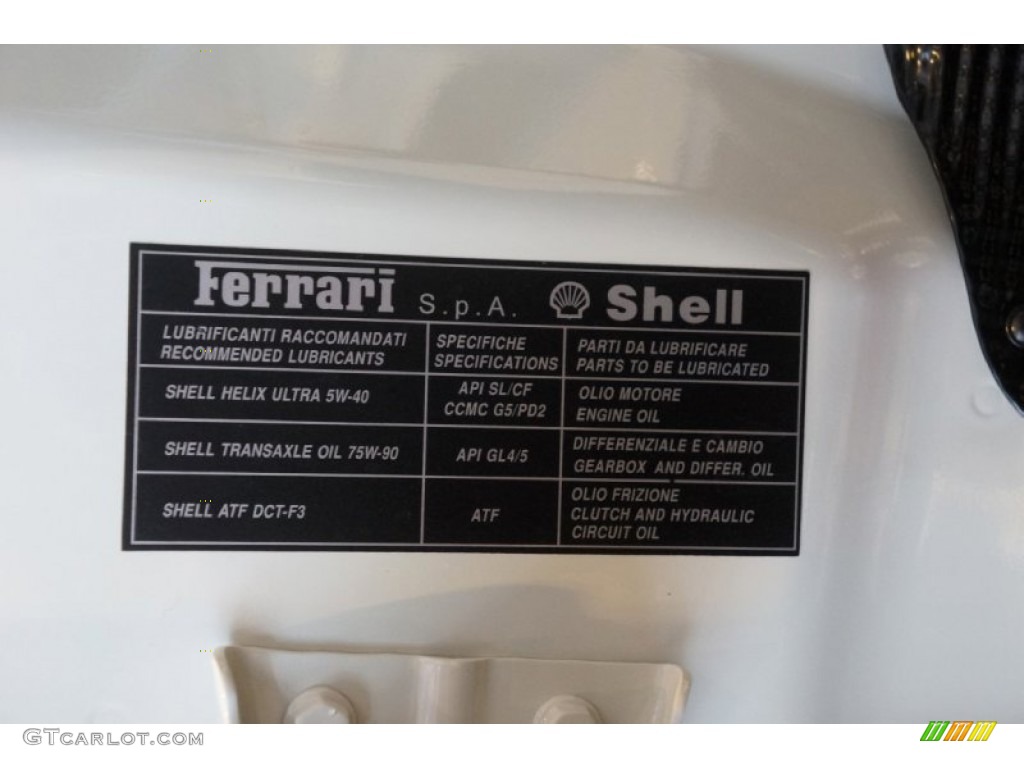 Ferrari S.p.A. Shell
LUBRIFICANTI RACCOMANDATI
RECOMMENDED LUBRICANTS
SPECIFICHE
SPECIFICATIONS
PARTI DA LUBRIFICARE
PARTS TO BE LUBRICATED
SHELL HELIX ULTRA 5W-40
API SL/CF
CCMC G5/PD2
OLIO MOTORE
ENGINE OIL
SHELL TRANSAXLE OIL 75W-90
API GL4/5
DIFFERENZIALE E CAMBIO
GEARBOX AND DIFFER. OIL
SHELL ATF DCT-F3
ATF
OLIO FRIZIONE
CLUTCH AND HYDRAULIC
CIRCUIT OIL
GTCARLOT.COM